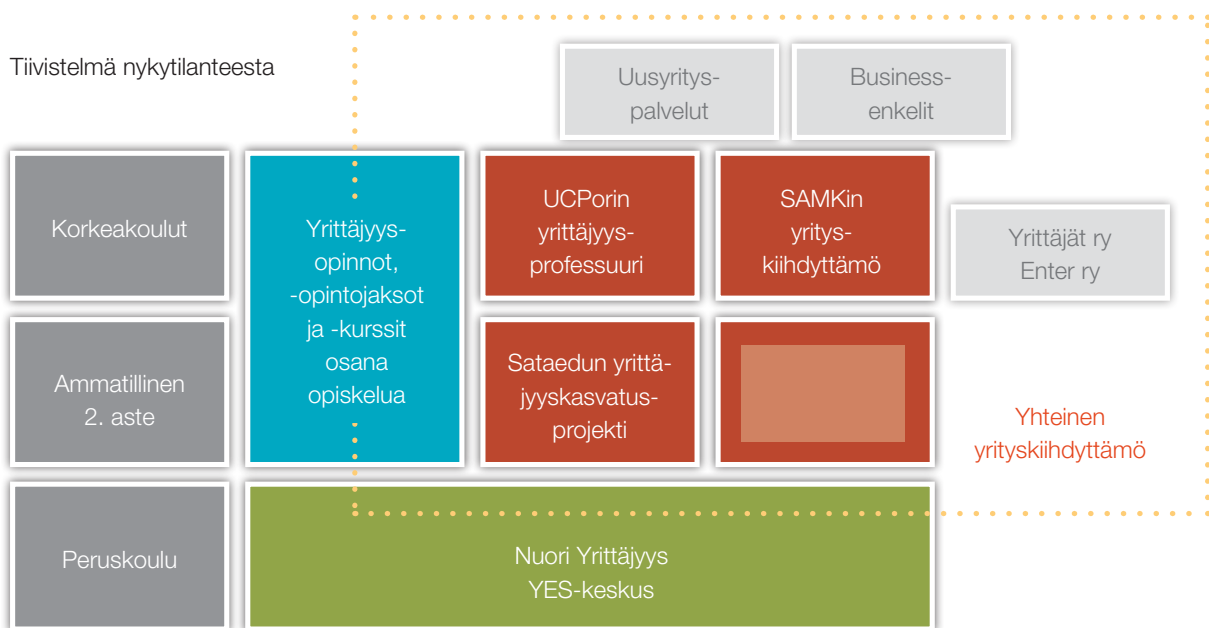 Tiivistelmä nykytilanteesta
Uusyritys-
palvelut
Business-
enkelit
Korkeakoulut
Yrittäjyys-
opinnot,
-opintojaksot
ja -kurssit
osana
opiskelua
UCPorin
yrittäjyys-
professuuri
SAMKin
yritys-
kiihdyttämö
Yrittäjät ry
Enter ry
Ammatillinen
2. aste
Sataedun yrittä-
jyyskasvatus-
projekti
Yhteinen
yrityskiihdyttämö
Peruskoulu
Nuori Yrittäjyys
YES-keskus